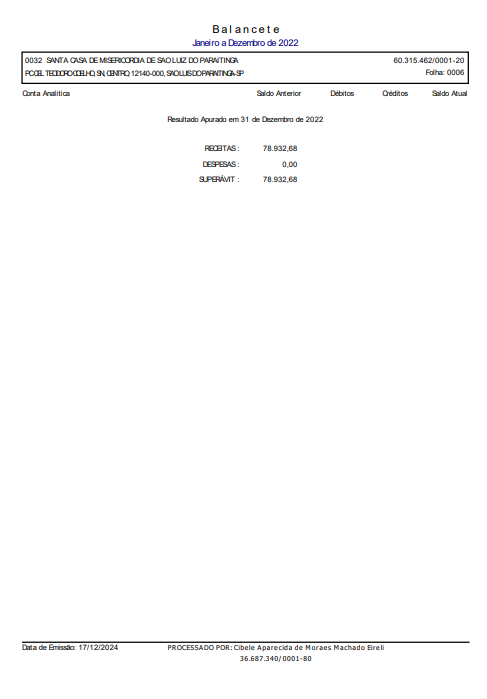 Balancete
Janeiro a Dezembro de 2022
0032 SANTA CASA DE MISERICORDIA DE SAO LUIZ DO PARAITINGA 60.315.462/0001-20
PC CEL TEODORO COELHO, SN, CENTRO, 12140-000, SAO LUIS DO PARAITINGA-SP Folha: 0006
Conta Analítica Saldo Anterior Débitos Créditos Saldo Atual
Resultado Apurado em 31 de Dezembro de 2022
RECEITAS : 78.932,68
DESPESAS : 0,00
SUPERÁVIT : 78.932,68
Data de Emissão: 17/12/2024 PROCESSADO POR: Cibele Aparecida de Moraes Machado Eireli
36.687.340/0001-80